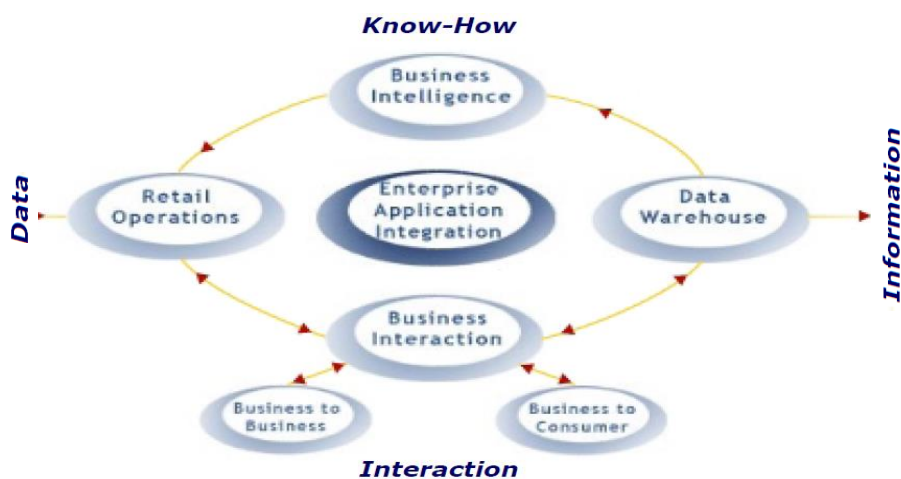 Know-How
Business
Intelligence
Data
Retail
Operations
Enterprise
Application
Integration
Data
Warehouse
Information
Business
Interaction
Business to
Business
Business to
Consumer
Interaction